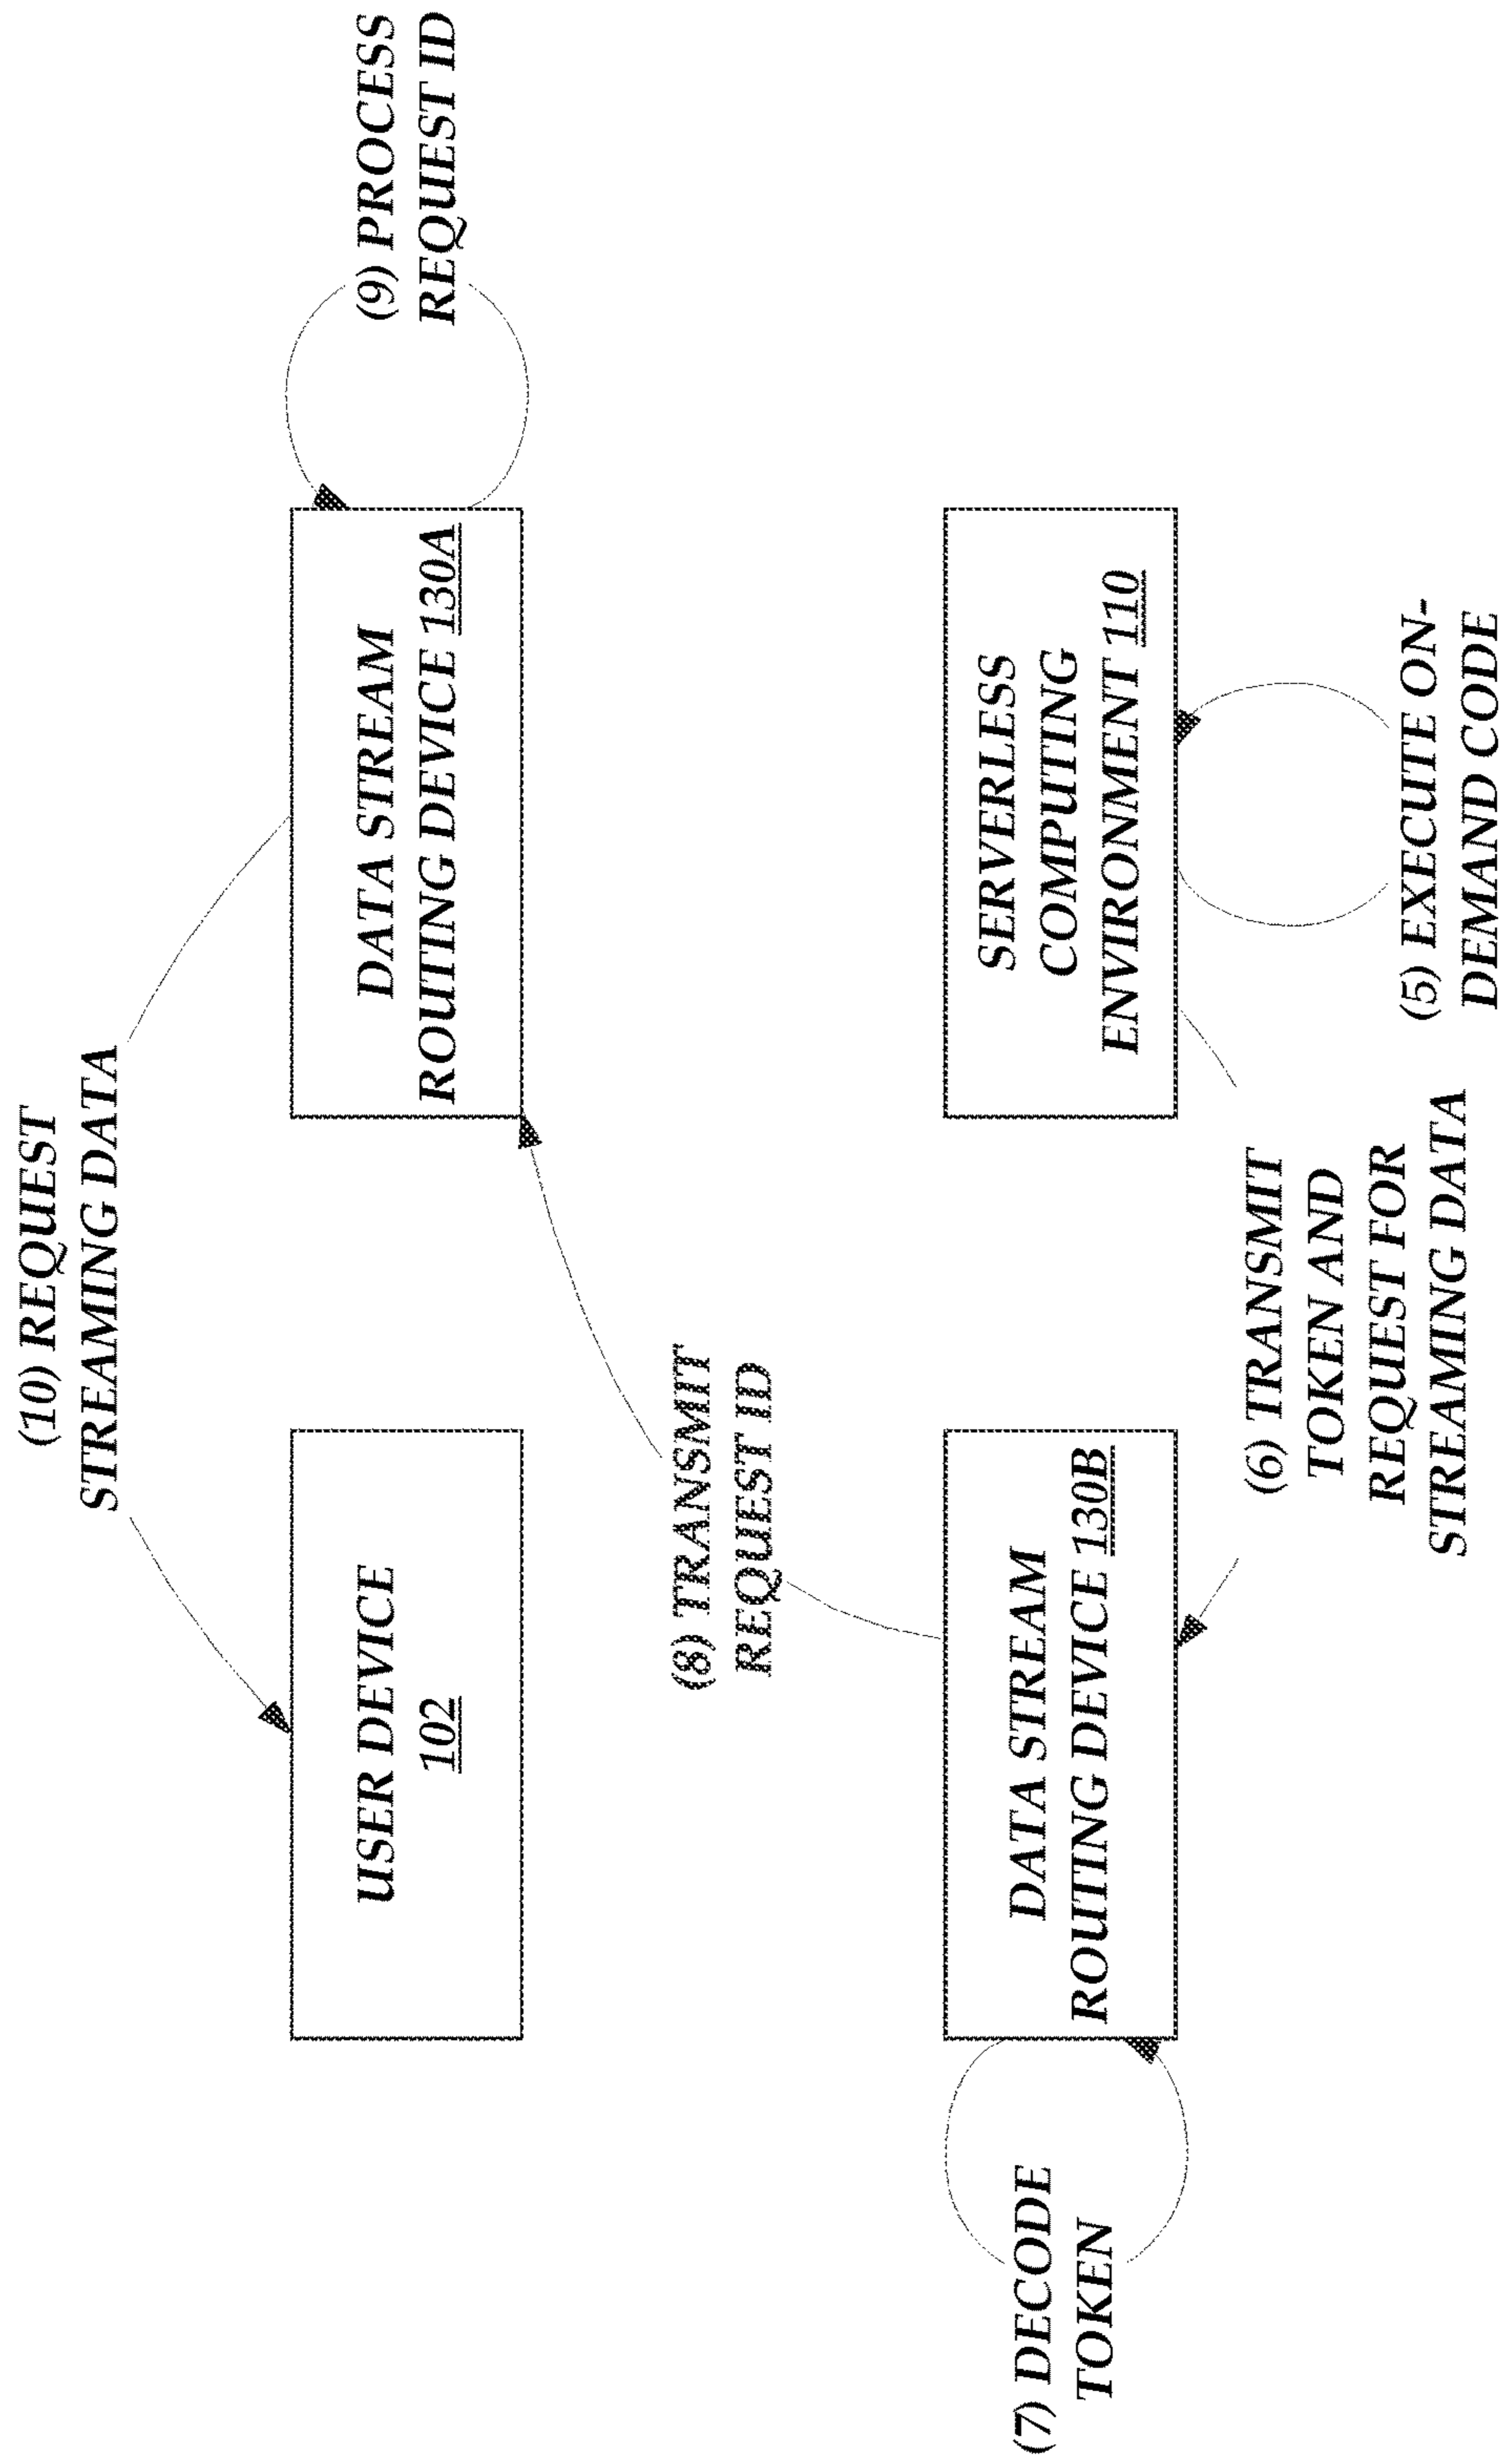 (10) REQUEST
STREAMING DATA
USER DEVICE
102
DATA STREAM
ROUTING DEVICE 130A
(9) PROCESS
REQUEST ID
(8) TRANSMIT
REQUEST ID
(7) DECODE
TOKEN
DATA STREAM
ROUTING DEVICE 130B
SERVERLESS
COMPUTING
ENVIRONMENT 110
(6) TRANSMIT
TOKEN AND
REQUEST FOR
STREAMING DATA
(5) EXECUTE ON-
DEMAND CODE